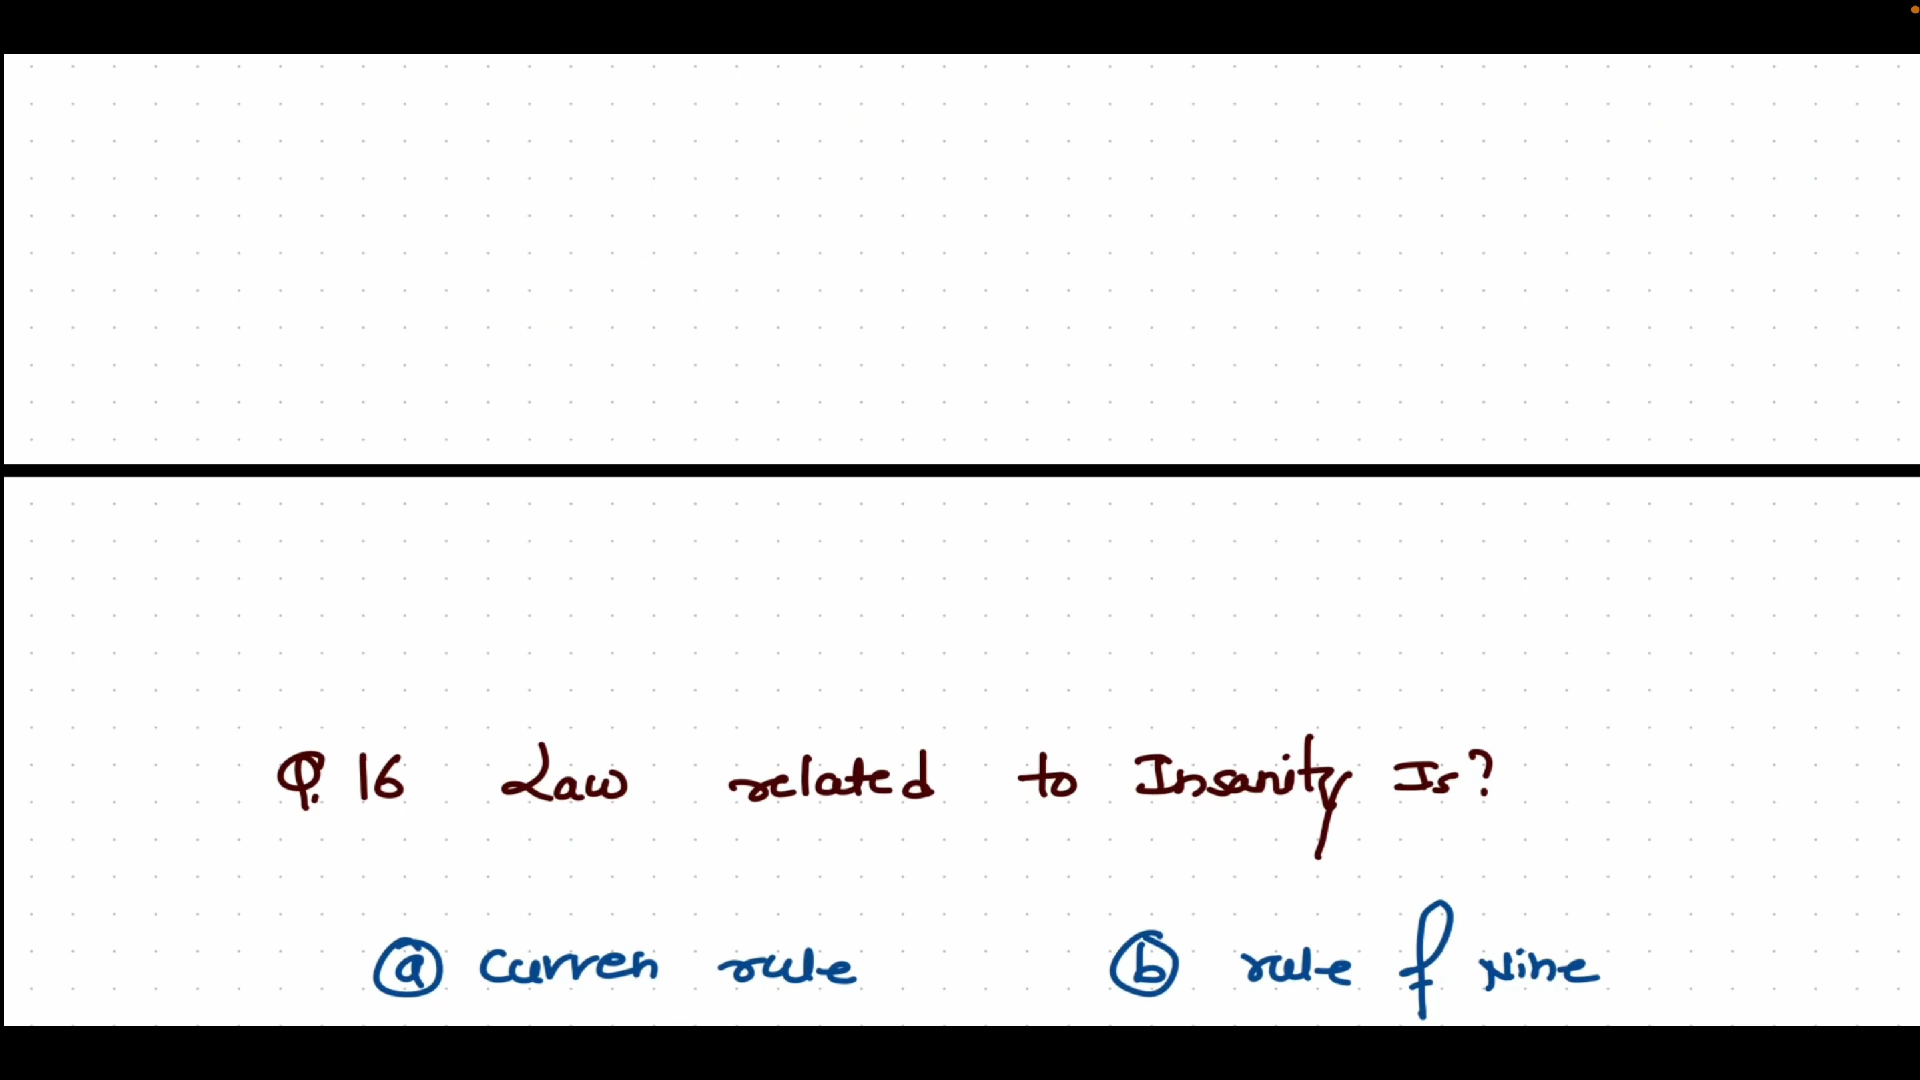 Q. 16 Law related to Insanity Is?
(a) Curren rule (b) rule of Nine